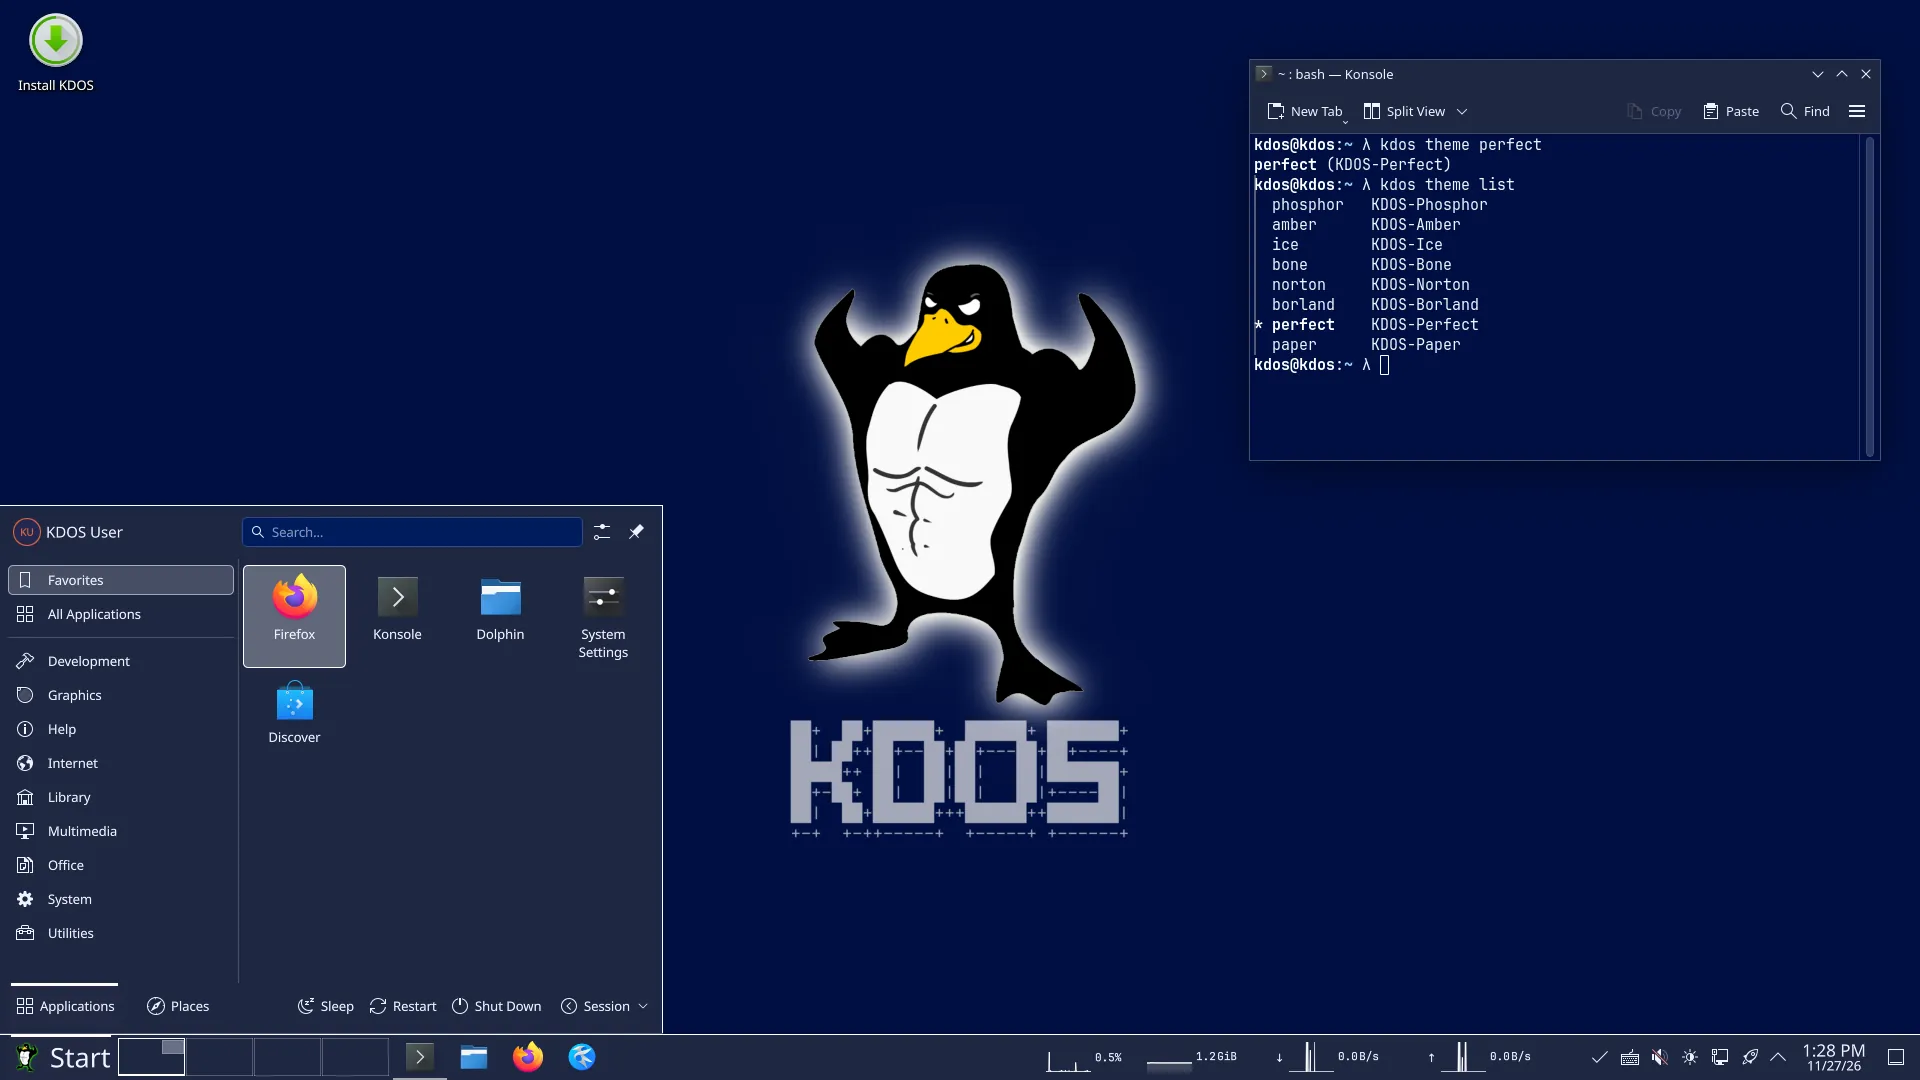 Install KDOS
~ : bash — Konsole
New Tab
Split View
Copy
Paste
Find
kdos@kdos:~ λ kdos theme perfect
perfect (KDOS-Perfect)
kdos@kdos:~ λ kdos theme list
phosphor KDOS-Phosphor
amber KDOS-Amber
ice KDOS-Ice
bone KDOS-Bone
norton KDOS-Norton
borland KDOS-Borland
* perfect KDOS-Perfect
paper KDOS-Paper
kdos@kdos:~ λ
KDOS
KU KDOS User
Search...
Favorites
All Applications
Development
Graphics
Help
Internet
Library
Multimedia
Office
System
Utilities
Firefox
Konsole
Dolphin
System
Settings
Discover
Applications
Places
Sleep
Restart
Shut Down
Session
Start
0.5%
1.2GiB
↓ 0.0B/s
↑ 0.0B/s
1:28 PM
11/27/26